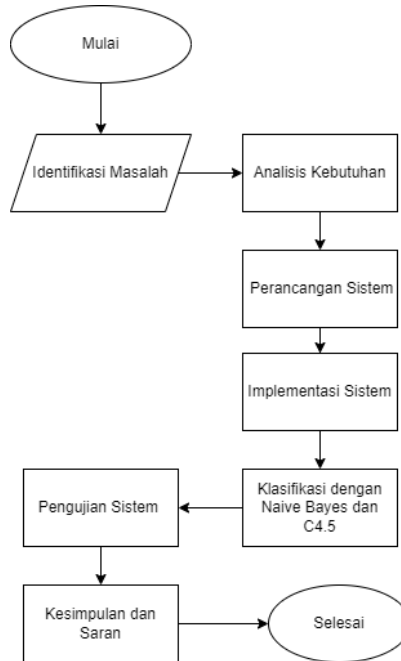 Mulai
Identifikasi Masalah
Analisis Kebutuhan
Perancangan Sistem
Implementasi Sistem
Klasifikasi dengan
Naive Bayes dan
C4.5
Pengujian Sistem
Kesimpulan dan
Saran
Selesai